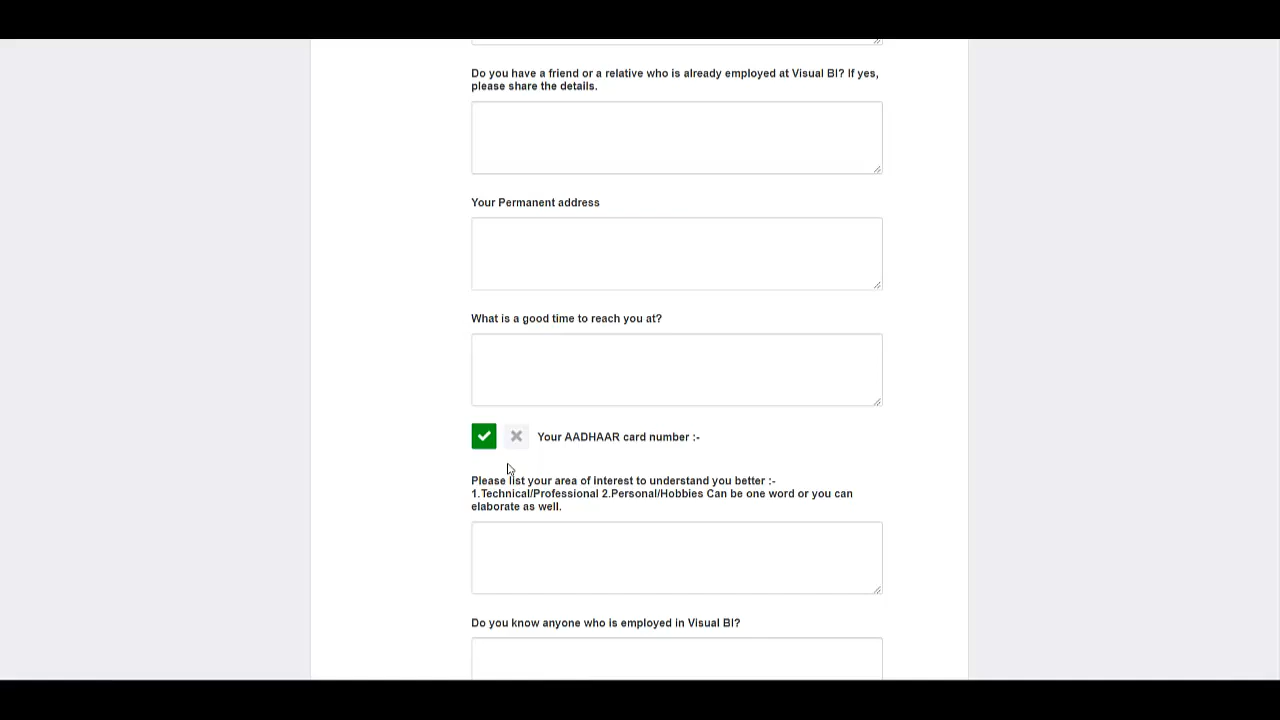 Do you have a friend or a relative who is already employed at Visual BI? If yes,
please share the details.
Your Permanent address
What is a good time to reach you at?
Your AADHAAR card number :-
Please list your area of interest to understand you better :-
1.Technical/Professional 2.Personal/Hobbies Can be one word or you can
elaborate as well.
Do you know anyone who is employed in Visual BI?